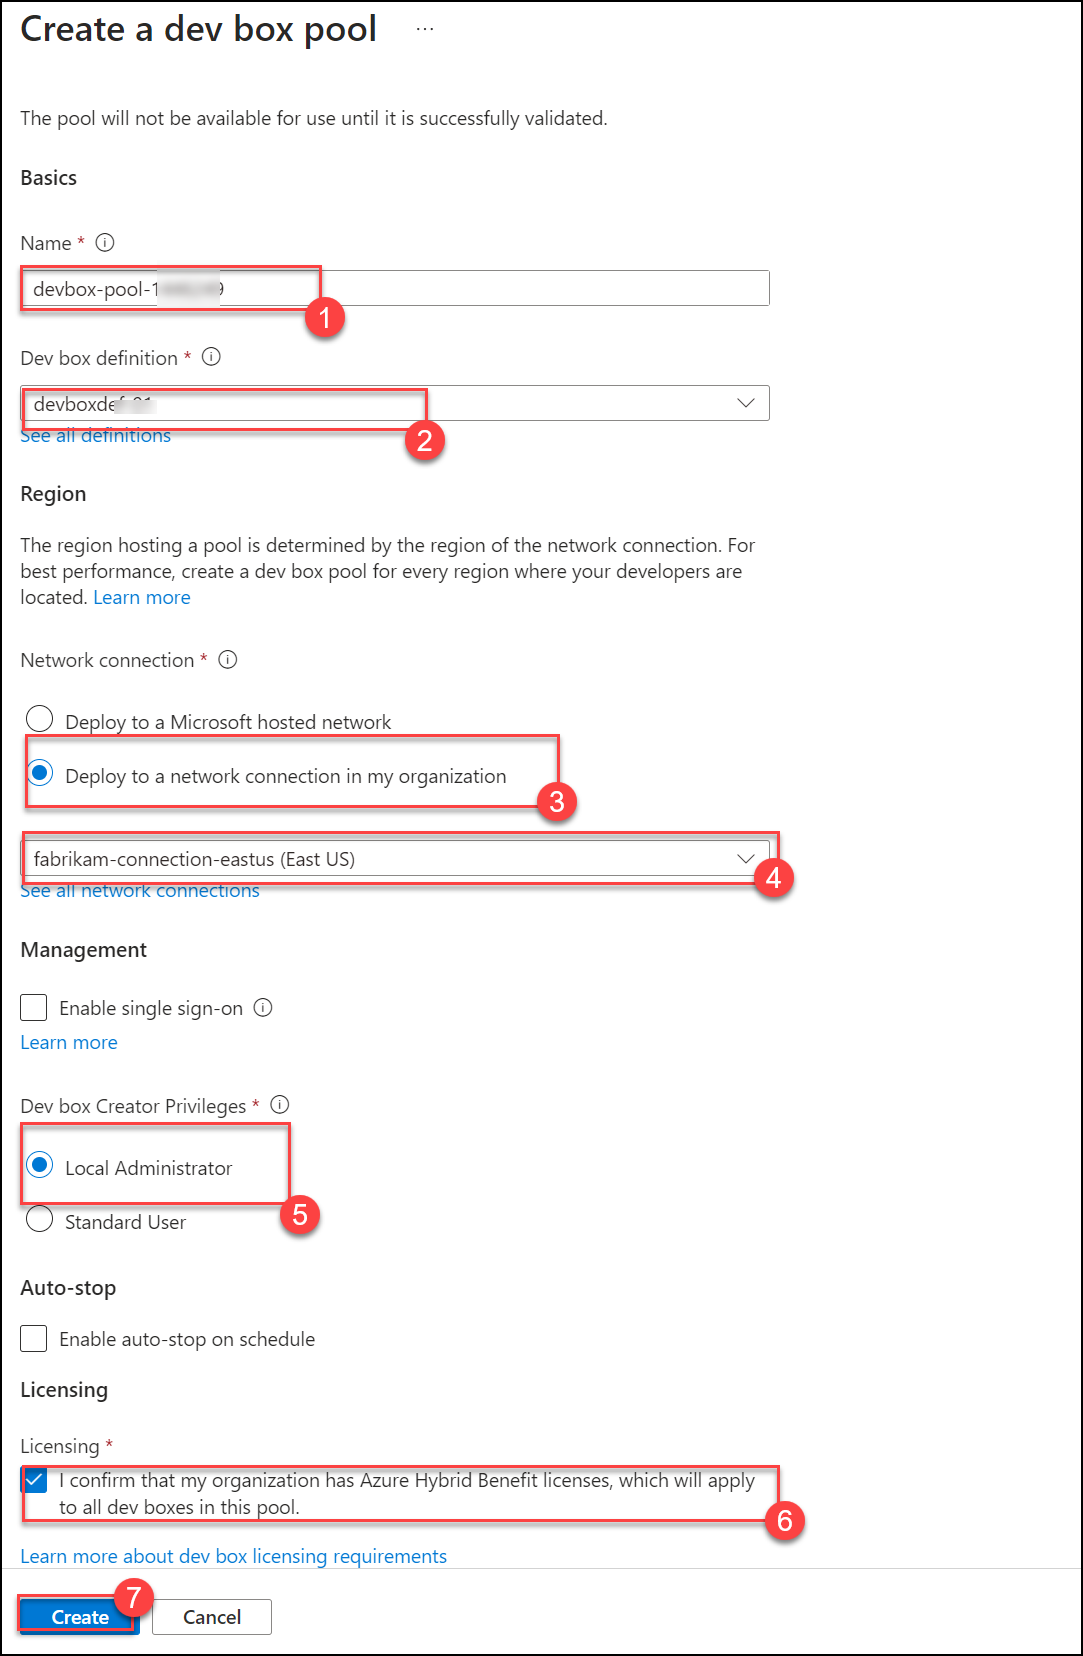 Create a dev box pool ...
The pool will not be available for use until it is successfully validated.
Basics
Name *
1
Dev box definition *
2
See all definitions
Region
The region hosting a pool is determined by the region of the network connection. For
best performance, create a dev box pool for every region where your developers are
located. Learn more
Network connection *
Deploy to a Microsoft hosted network
Deploy to a network connection in my organization
3
fabrikam-connection-eastus (East US)
4
See all network connections
Management
Enable single sign-on
Learn more
Dev box Creator Privileges *
Local Administrator
5
Standard User
Auto-stop
Enable auto-stop on schedule
Licensing
Licensing *
I confirm that my organization has Azure Hybrid Benefit licenses, which will apply
to all dev boxes in this pool.
6
Learn more about dev box licensing requirements
7
Create Cancel